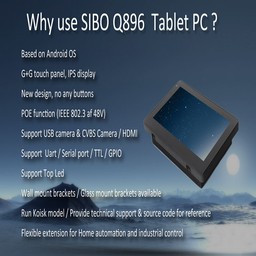 Why use SIBO Q896 Tablet PC ?
Based on Android OS
G+G touch panel, IPS display
New design, no any buttons
POE function (IEEE 802.3 af 48V)
Support USB camera & CVBS Camera / HDMI
Support Uart / Serial port / TTL / GPIO
Support Top Led
Wall mount brackets / Glass mount brackets available
Run Koisk model / Provide technical support & source code for reference
Flexible extension for Home automation and industrial control